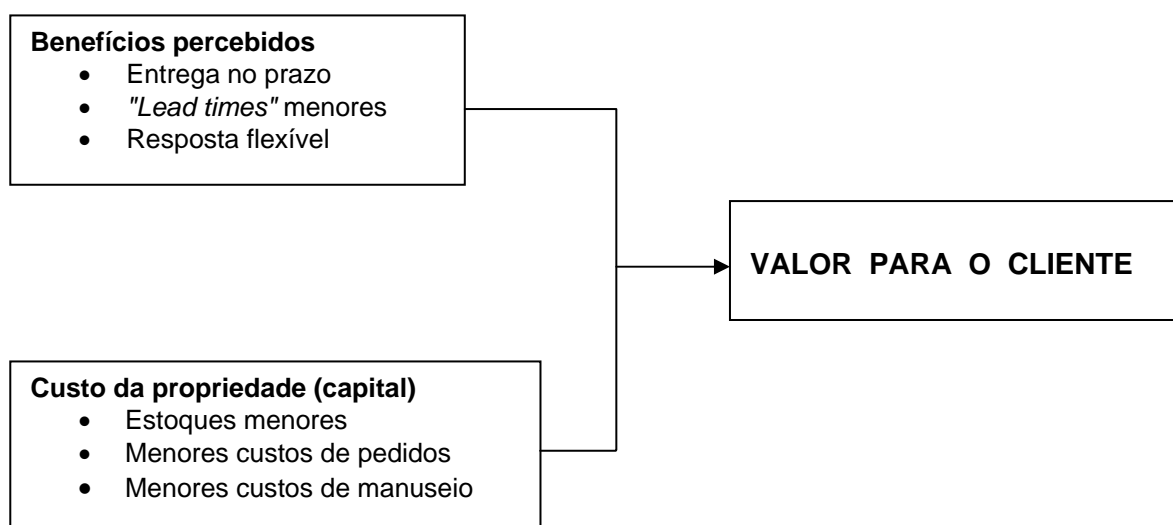 Benefícios percebidos
• Entrega no prazo
• "Lead times" menores
• Resposta flexível
VALOR PARA O CLIENTE
Custo da propriedade (capital)
• Estoques menores
• Menores custos de pedidos
• Menores custos de manuseio